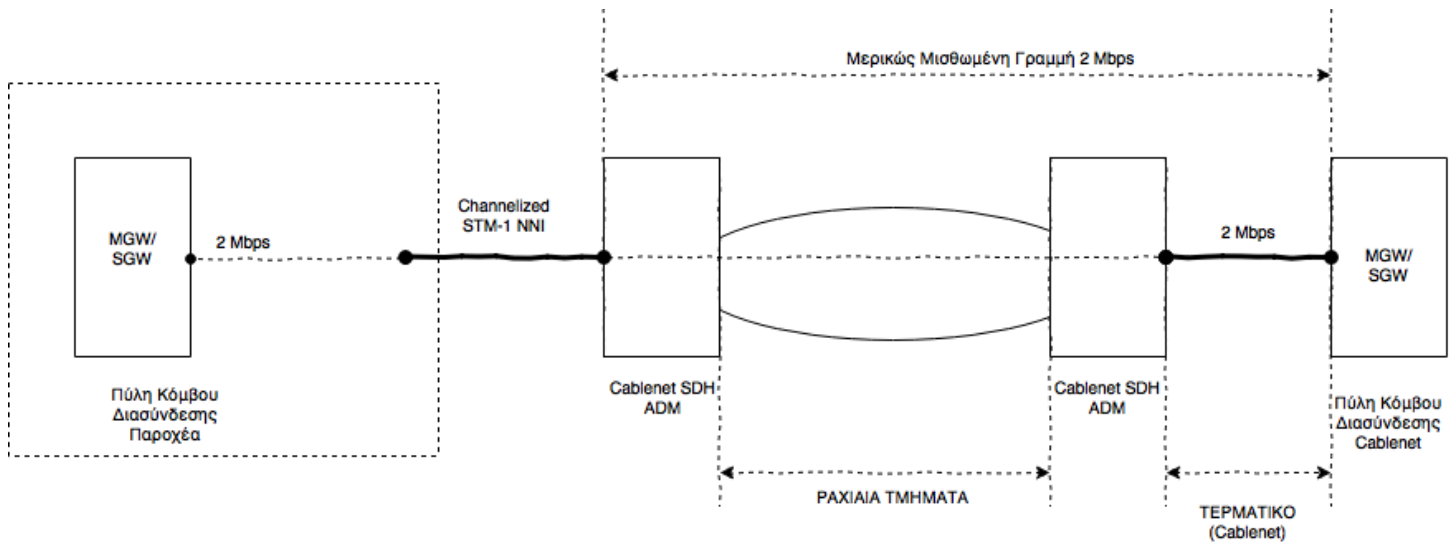 Μερικώς Μισθωμένη Γραμμή 2 Mbps
Channelized
STM-1 NNI
MGW/
SGW
2 Mbps
2 Mbps
MGW/
SGW
Πύλη Κόμβου
Διασύνδεσης
Παροχέα
Cablenet SDH
ADM
Cablenet SDH
ADM
Πύλη Κόμβου
Διασύνδεσης
Cablenet
ΡΑΧΙΑΙΑ ΤΜΗΜΑΤΑ
ΤΕΡΜΑΤΙΚΟ
(Cablenet)